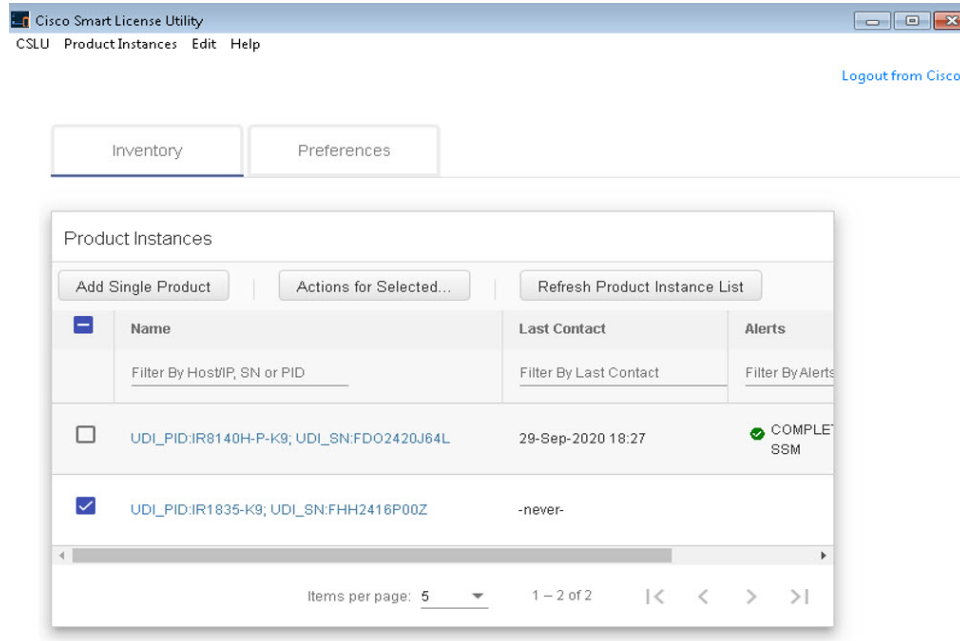 Cisco Smart License Utility
CSLU Product Instances Edit Help
Logout from Cisco
Inventory Preferences
Product Instances
Add Single Product Actions for Selected... Refresh Product Instance List
Name Last Contact Alerts
Filter By Host/IP, SN or PID Filter By Last Contact Filter By Alerts
UDI_PID:IR8140H-P-K9; UDI_SN:FDO2420J64L 29-Sep-2020 18:27 COMPLET
SSM
UDI_PID:IR1835-K9; UDI_SN:FHH2416P00Z -never-
Items per page: 5 1 – 2 of 2